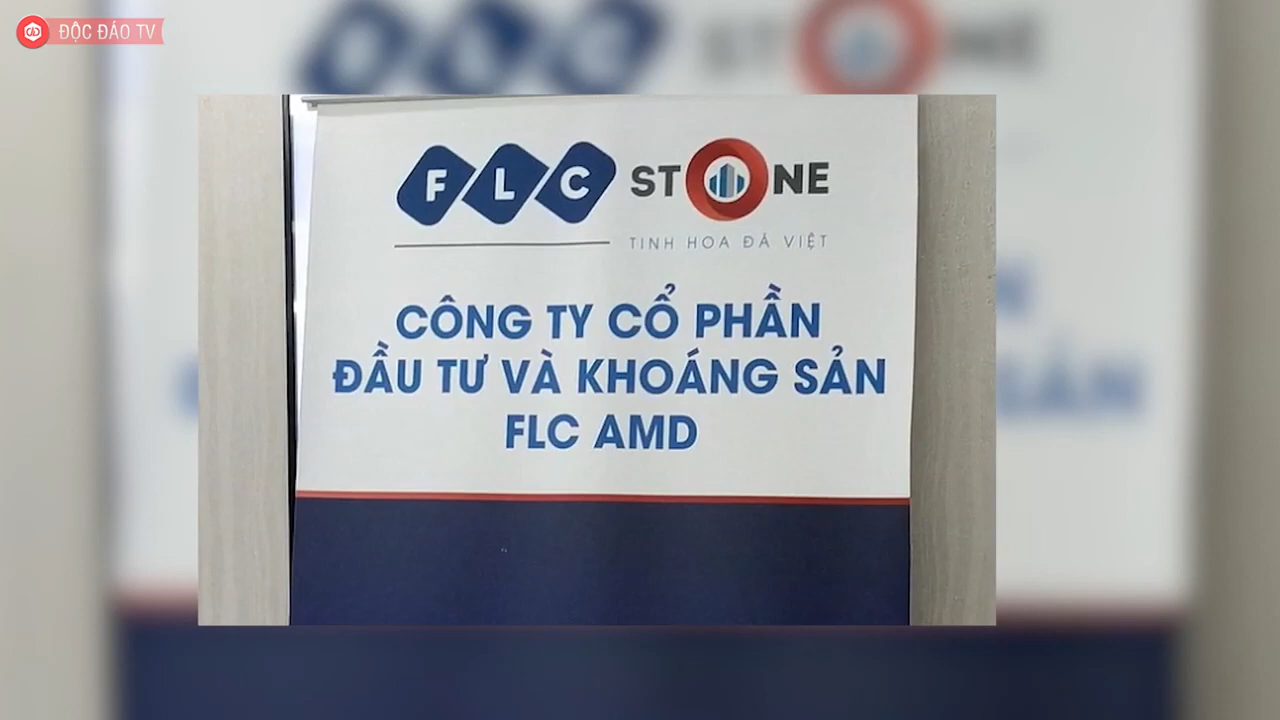 ĐỘC ĐÁO TV
FLC STONE
TINH HOA ĐÁ VIỆT
CÔNG TY CỔ PHẦN
ĐẦU TƯ VÀ KHOÁNG SẢN
FLC AMD